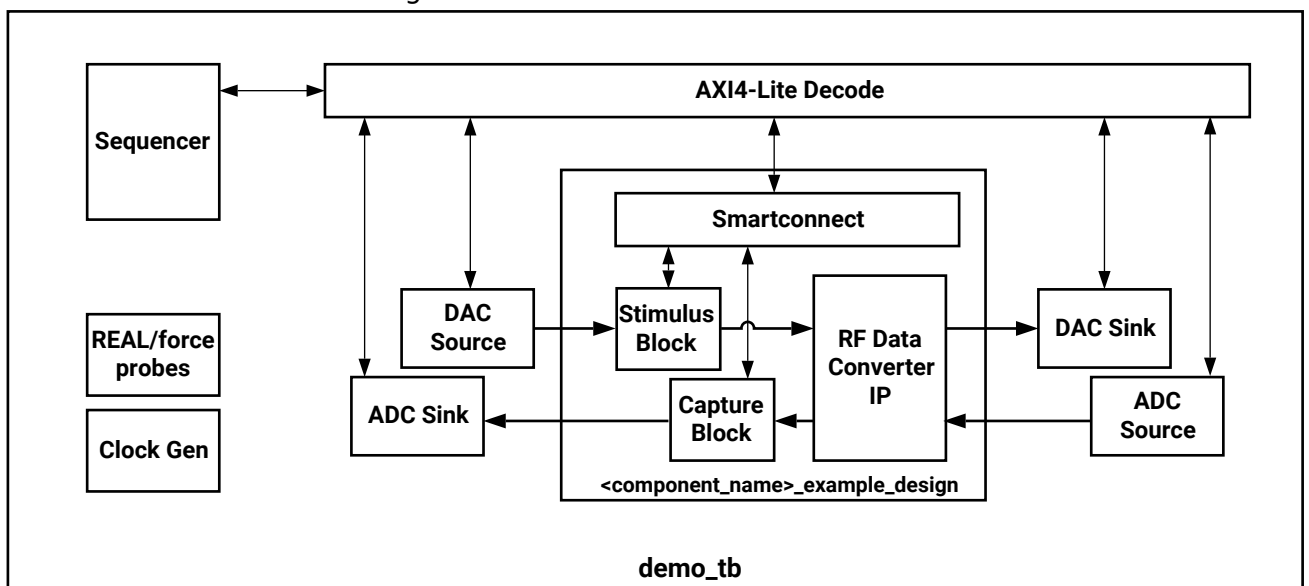 AXI4-Lite Decode
Sequencer
Smartconnect
DAC
Source
Stimulus
Block
RF Data
Converter
IP
DAC Sink
REAL/force
probes
ADC Sink
Capture
Block
ADC
Source
Clock Gen
<component_name>_example_design
demo_tb